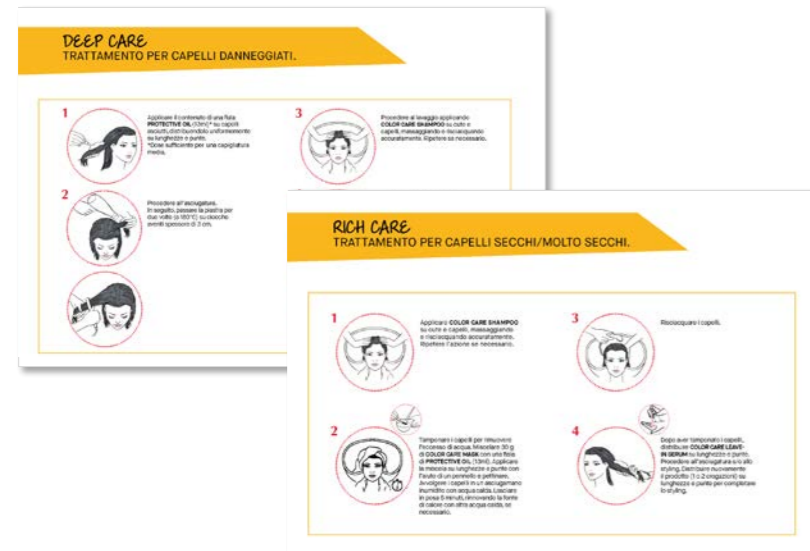 DEEP CARE
TRATTAMENTO PER CAPELLI DANNEGGIATI.
1
Applicare il contenuto di una fiala
PROTECTIVE OIL (13ml)* su capelli
asciutti, distribuendolo uniformemente
su lunghezze e punte.
*Dose sufficiente per una capigliatura
media.
2
Procedere all'asciugatura.
In seguito, passare la piastra per
due volte (a 180°C) su ciocche
aventi spessore di 3 cm.
3
Procedere al lavaggio applicando
COLOR CARE SHAMPOO su cute e
capelli, massaggiando e risciacquando
accuratamente. Ripetere se necessario.
RICH CARE
TRATTAMENTO PER CAPELLI SECCHI/MOLTO SECCHI.
1
Applicare COLOR CARE SHAMPOO
su cute e capelli, massaggiando
e risciacquando accuratamente.
Ripetere l'azione se necessario.
2
Tamponare i capelli per rimuovere
l'eccesso di acqua. Miscelare 30 g
di COLOR CARE MASK con una fiala
di PROTECTIVE OIL (13ml). Applicare
la miscela su lunghezze e punte con
l'aiuto di un pennello e pettinare.
Avvolgere i capelli in un asciugamano
inumidito con acqua calda. Lasciare
in posa 5 minuti, rinnovando la fonte
di calore con altra acqua calda, se
necessario.
3
Risciacquare i capelli.
4
Dopo aver tamponato i capelli,
distribuire COLOR CARE LEAVE-
IN SERUM su lunghezze e punte.
Procedere all'asciugatura e/o allo
styling. Distribuire nuovamente
il prodotto (1 o 2 erogazioni) su
lunghezze e punte per completare
lo styling.